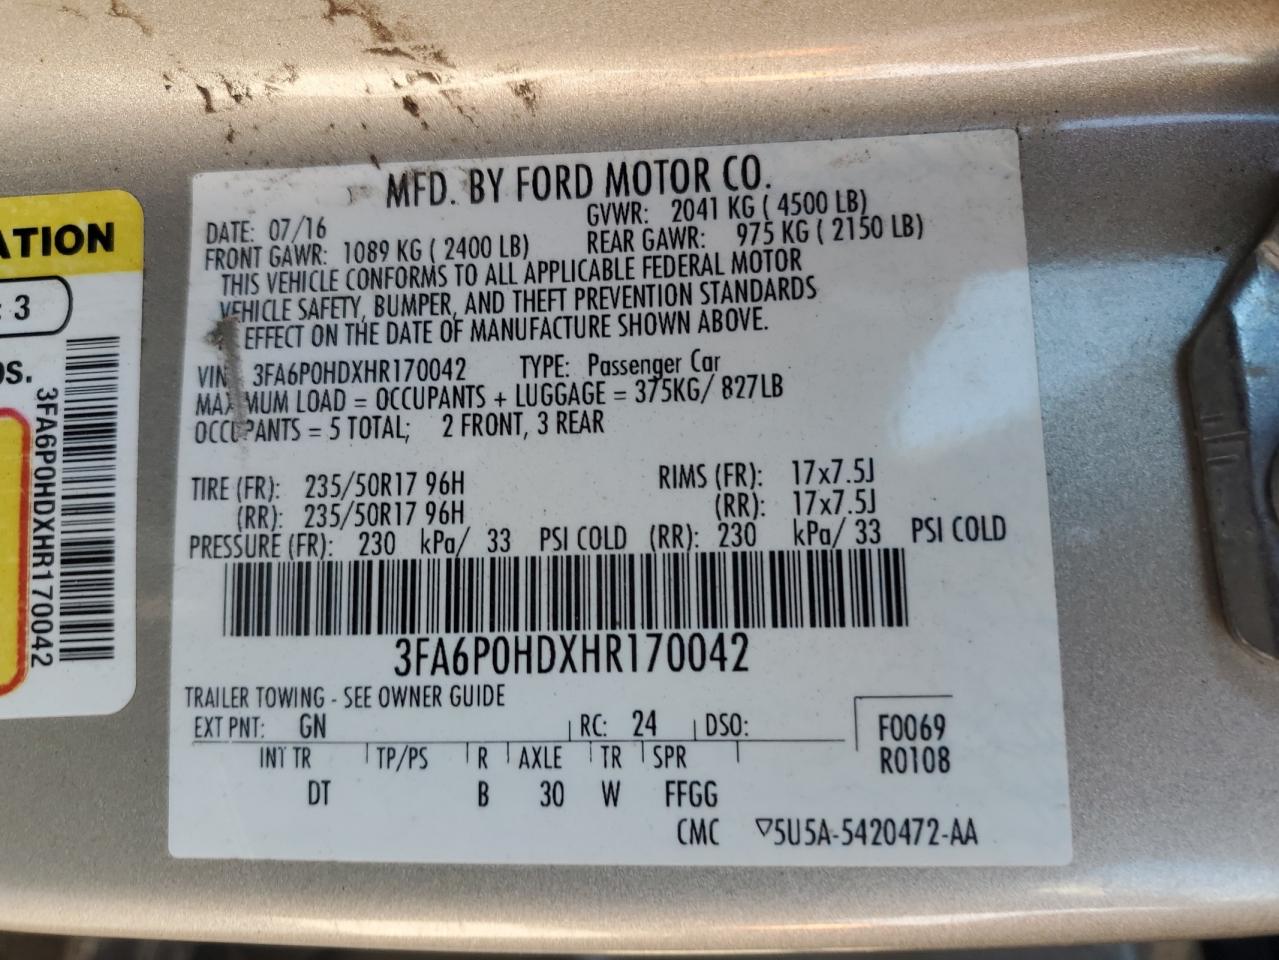 MFD. BY FORD MOTOR CO.
DATE: 07/16 GVWR: 2041 KG ( 4500 LB)
FRONT GAWR: 1089 KG ( 2400 LB) REAR GAWR: 975 KG ( 2150 LB)
THIS VEHICLE CONFORMS TO ALL APPLICABLE FEDERAL MOTOR
VEHICLE SAFETY, BUMPER, AND THEFT PREVENTION STANDARDS
EFFECT ON THE DATE OF MANUFACTURE SHOWN ABOVE.
VIN 3FA6P0HDXHR170042 TYPE: Passenger Car
MAXIMUM LOAD = OCCUPANTS + LUGGAGE = 375KG/ 827LB
OCCUPANTS = 5 TOTAL; 2 FRONT, 3 REAR
TIRE (FR): 235/50R17 96H RIMS (FR): 17x7.5J
(RR): 235/50R17 96H (RR): 17x7.5J
PRESSURE (FR): 230 kPa/ 33 PSI COLD (RR): 230 kPa/ 33 PSI COLD
3FA6P0HDXHR170042
TRAILER TOWING - SEE OWNER GUIDE
EXT PNT: GN RC: 24 DSO: F0069
INT TR TP/PS R AXLE TR SPR R0108
DT B 30 W FFGG
CMC ▽5U5A-5420472-AA
ATION
: 3
3FA6P0HDXHR170042